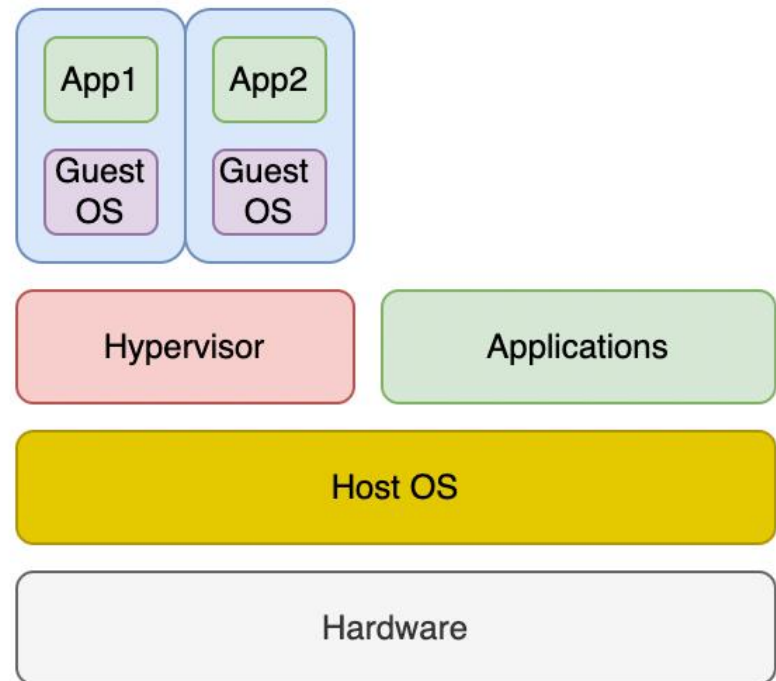 App1
App2
Guest
OS
Guest
OS
Hypervisor
Applications
Host OS
Hardware